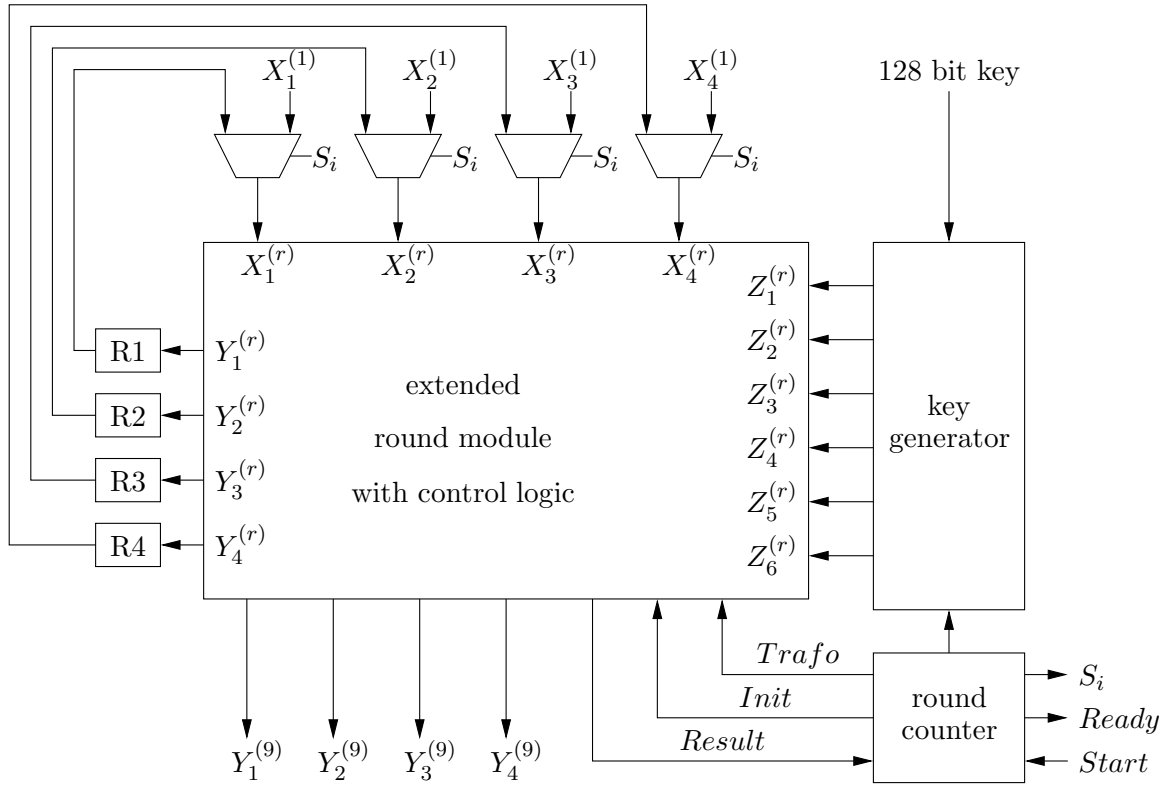 X_1^{(1)} X_2^{(1)} X_3^{(1)} X_4^{(1)} 128 bit key
S_i S_i S_i S_i
X_1^{(r)} X_2^{(r)} X_3^{(r)} X_4^{(r)}
Z_1^{(r)}
R1 Y_1^{(r)} Z_2^{(r)}
extended Z_3^{(r)} key
R2 Y_2^{(r)}
round module Z_4^{(r)} generator
R3 Y_3^{(r)}
with control logic Z_5^{(r)}
R4 Y_4^{(r)} Z_6^{(r)}
Trafo S_i
Init round Ready
Result counter Start
Y_1^{(9)} Y_2^{(9)} Y_3^{(9)} Y_4^{(9)}